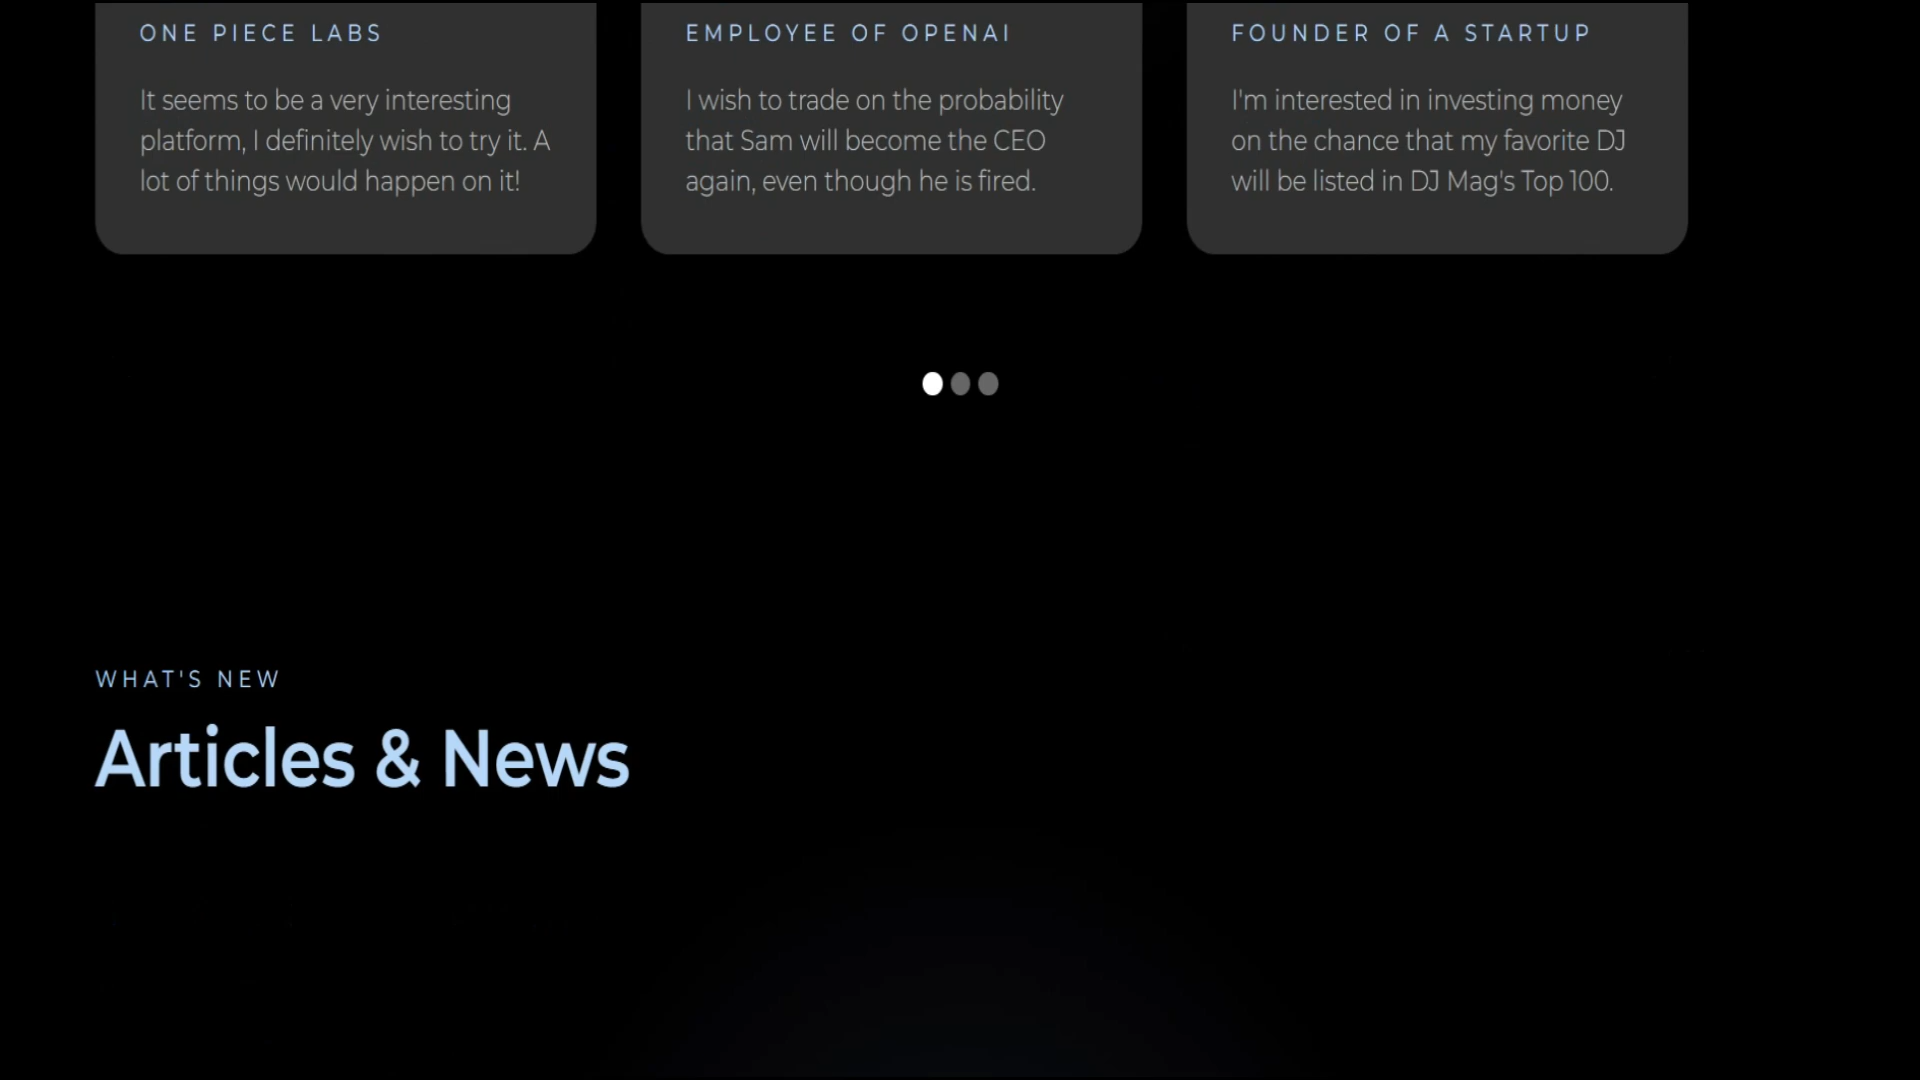 ONE PIECE LABS
It seems to be a very interesting
platform, I definitely wish to try it. A
lot of things would happen on it!
EMPLOYEE OF OPENAI
I wish to trade on the probability
that Sam will become the CEO
again, even though he is fired.
FOUNDER OF A STARTUP
I'm interested in investing money
on the chance that my favorite DJ
will be listed in DJ Mag's Top 100.
WHAT'S NEW
Articles & News